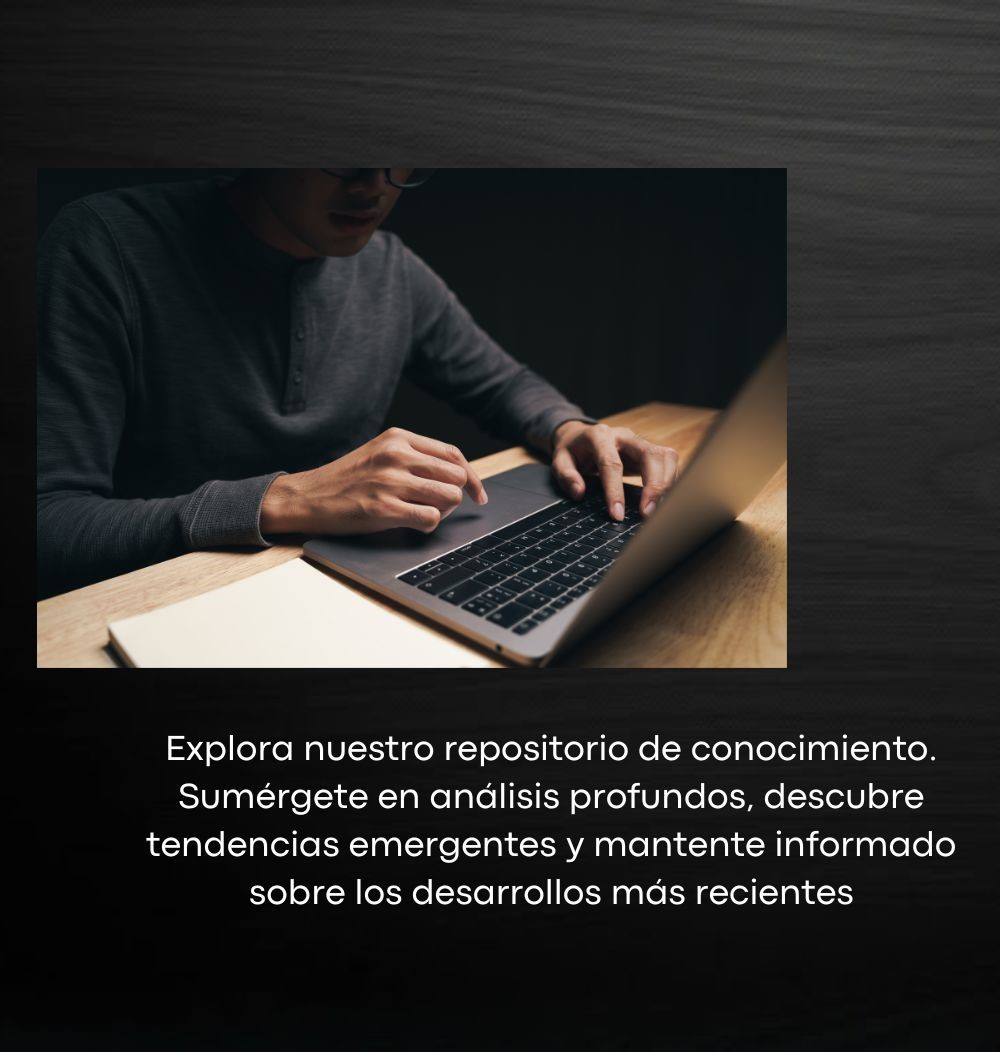 Explora nuestro repositorio de conocimiento.
Sumérgete en análisis profundos, descubre
tendencias emergentes y mantente informado
sobre los desarrollos más recientes